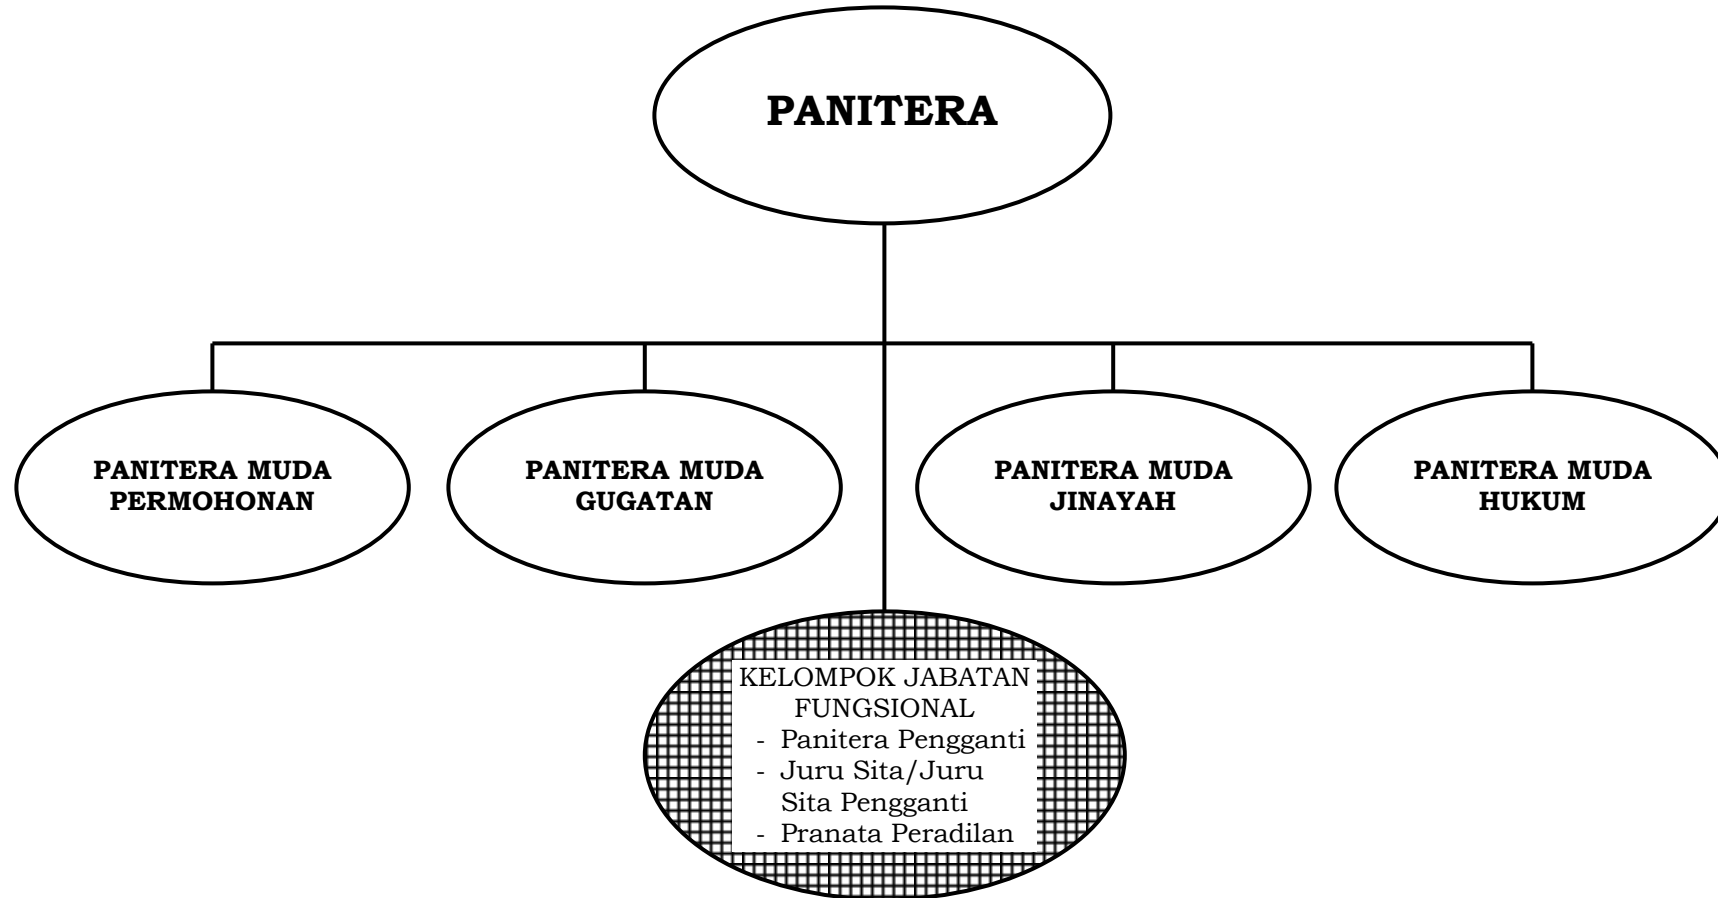 PANITERA
PANITERA MUDA
PERMOHONAN
PANITERA MUDA
GUGATAN
PANITERA MUDA
JINAYAH
PANITERA MUDA
HUKUM
KELOMPOK JABATAN
FUNGSIONAL
- Panitera Pengganti
- Juru Sita/Juru
Sita Pengganti
- Pranata Peradilan